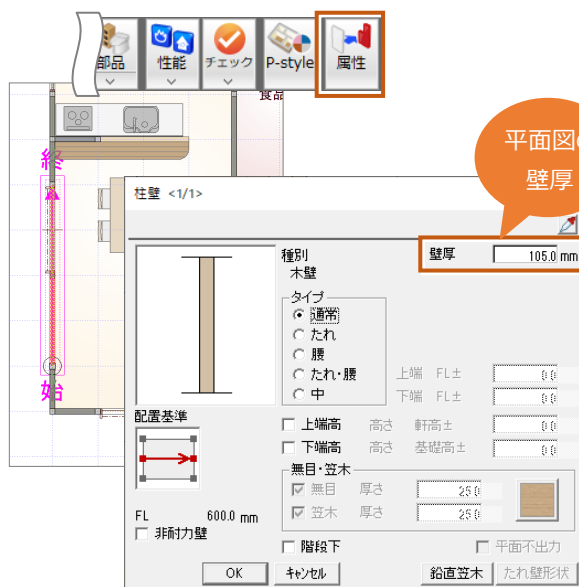 部品
性能
チェック
P-style
属性
食品
終
始
平面図の
壁厚
柱壁 <1/1>
種別
木壁
壁厚 105.0 mm
タイプ
通常
たれ
腰
たれ・腰
中
上端 FL± 0.0
下端 FL± 0.0
配置基準
上端高 高さ 軒高± 0.0
下端高 高さ 基礎高± 0.0
無目・笠木
無目 厚さ 25.0
笠木 厚さ 25.0
FL 600.0 mm
非耐力壁
階段下
平面不出力
OK
キャンセル
鉛直笠木
たれ壁形状